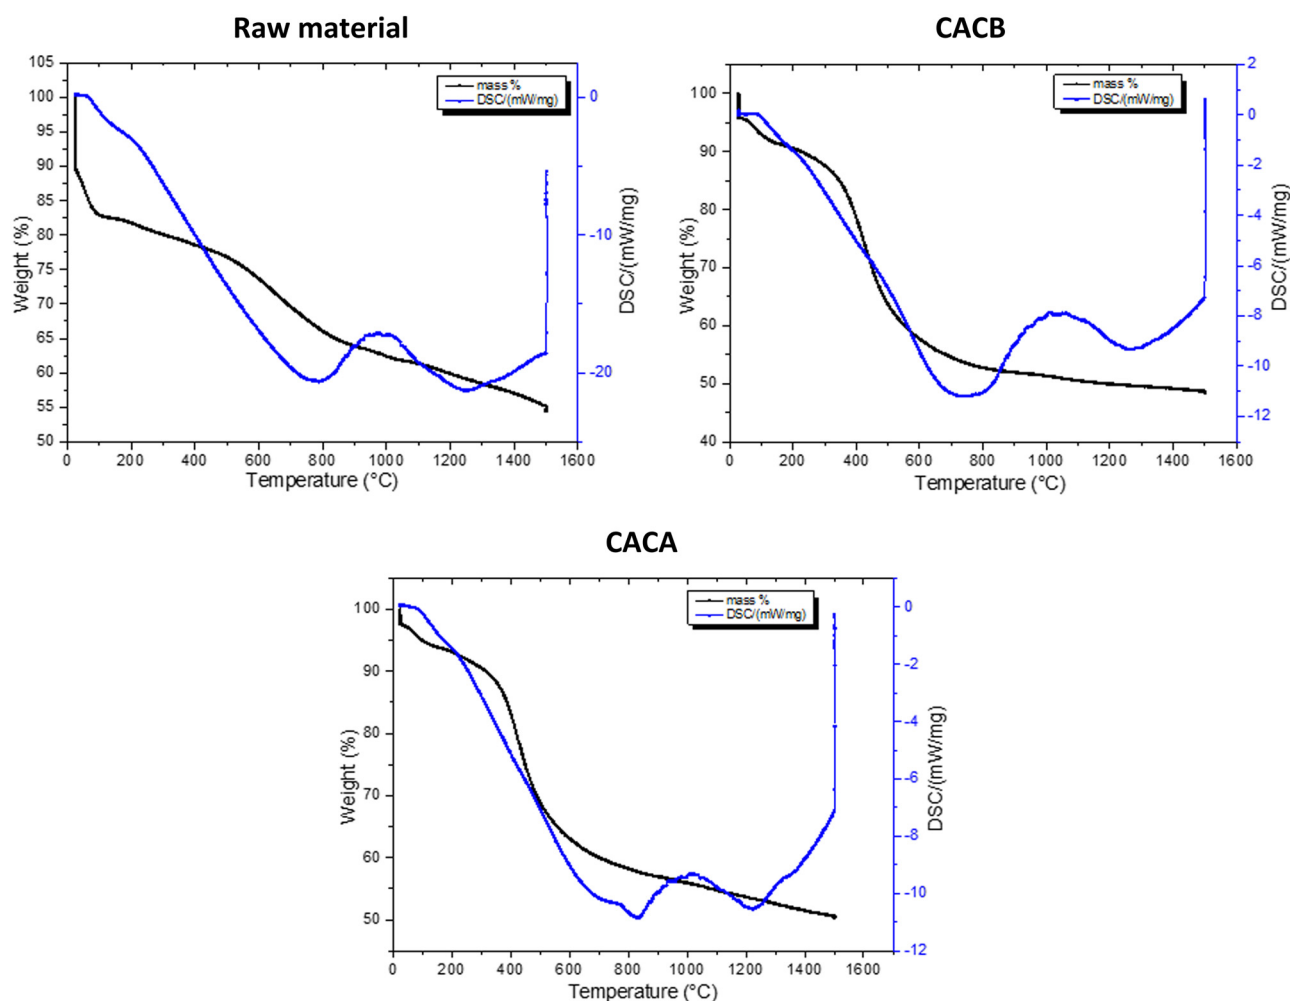 Raw material
105
100
95
90
85
80
75
70
65
60
55
50
Weight (%)
mass %
DSC/(mW/mg)
0
-10
-20
DSC/(mW/mg)
0 200 400 600 800 1000 1200 1400 1600
Temperature (°C)
CACB
100
90
80
70
60
50
40
Weight (%)
mass %
DSC/(mW/mg)
2
0
-2
-4
-6
-8
-10
-12
DSC/(mW/mg)
0 200 400 600 800 1000 1200 1400 1600
Temperature (°C)
CACA
100
90
80
70
60
50
Weight (%)
mass %
DSC/(mW/mg)
0
-2
-4
-6
-8
-10
-12
DSC/(mW/mg)
0 200 400 600 800 1000 1200 1400 1600
Temperature (°C)